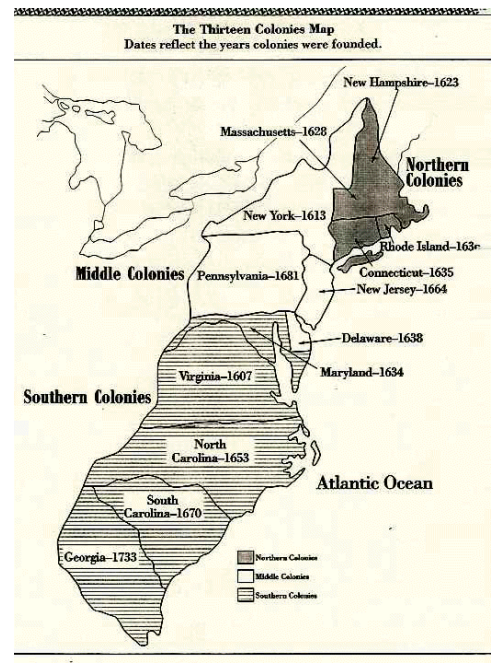 The Thirteen Colonies Map
Dates reflect the years colonies were founded.
New Hampshire–1623
Massachusetts–1628
Northern
Colonies
New York–1613
Rhode Island–163
Middle Colonies
Pennsylvania–1681
Connecticut–1635
New Jersey–1664
Delaware–1638
Virginia–1607
Maryland–1634
Southern Colonies
North
Carolina–1653
Atlantic Ocean
South
Carolina–1670
Georgia–1733
Northern Colonies
Middle Colonies
Southern Colonies